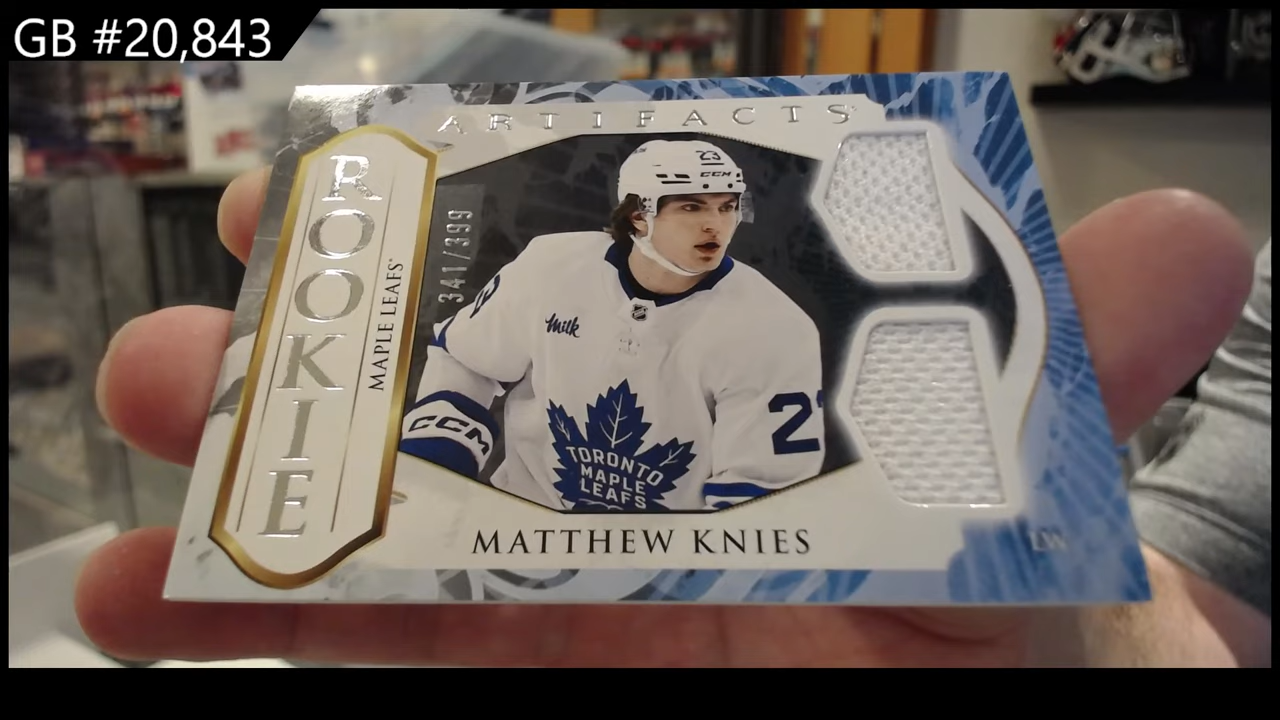 GB #20,843
ARTIFACTS
ROOKIE
MAPLE LEAFS
341/399
23
CCM
23
Milk
CCM
TORONTO
MAPLE
LEAFS
2
MATTHEW KNIES
LW